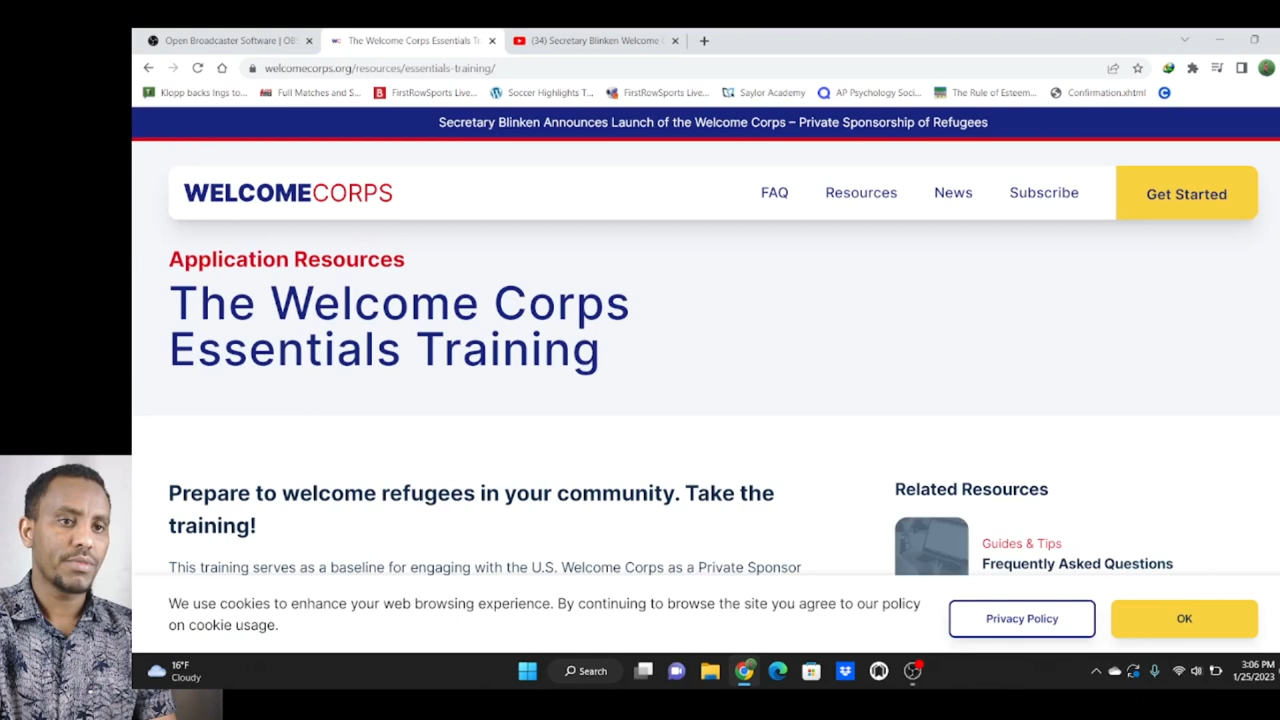 Open Broadcaster Software | OBS
The Welcome Corps Essentials Tr
(34) Secretary Blinken Welcome
welcomecorps.org/resources/essentials-training/
Klopp backs Ings to...
Full Matches and S...
FirstRowSports Live...
Soccer Highlights T...
FirstRowSports Live...
Saylor Academy
AP Psychology Soci...
The Rule of Esteem...
Confirmation.xhtml
Secretary Blinken Announces Launch of the Welcome Corps – Private Sponsorship of Refugees
WELCOMECORPS
FAQ
Resources
News
Subscribe
Get Started
Application Resources
The Welcome Corps
Essentials Training
Prepare to welcome refugees in your community. Take the
training!
This training serves as a baseline for engaging with the U.S. Welcome Corps as a Private Sponsor
Related Resources
Guides & Tips
Frequently Asked Questions
We use cookies to enhance your web browsing experience. By continuing to browse the site you agree to our policy
on cookie usage.
Privacy Policy
OK
16°F
Cloudy
Search
3:06 PM
1/25/2023